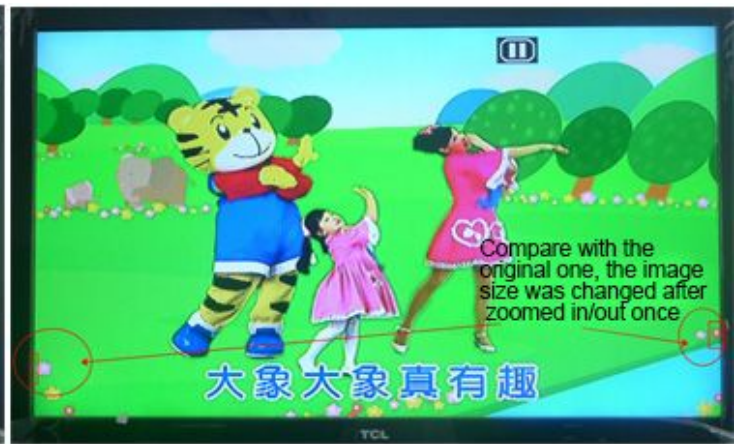 Compare with the
original one, the image
size was changed after
zoomed in/out once
大象大象真有趣
TCL